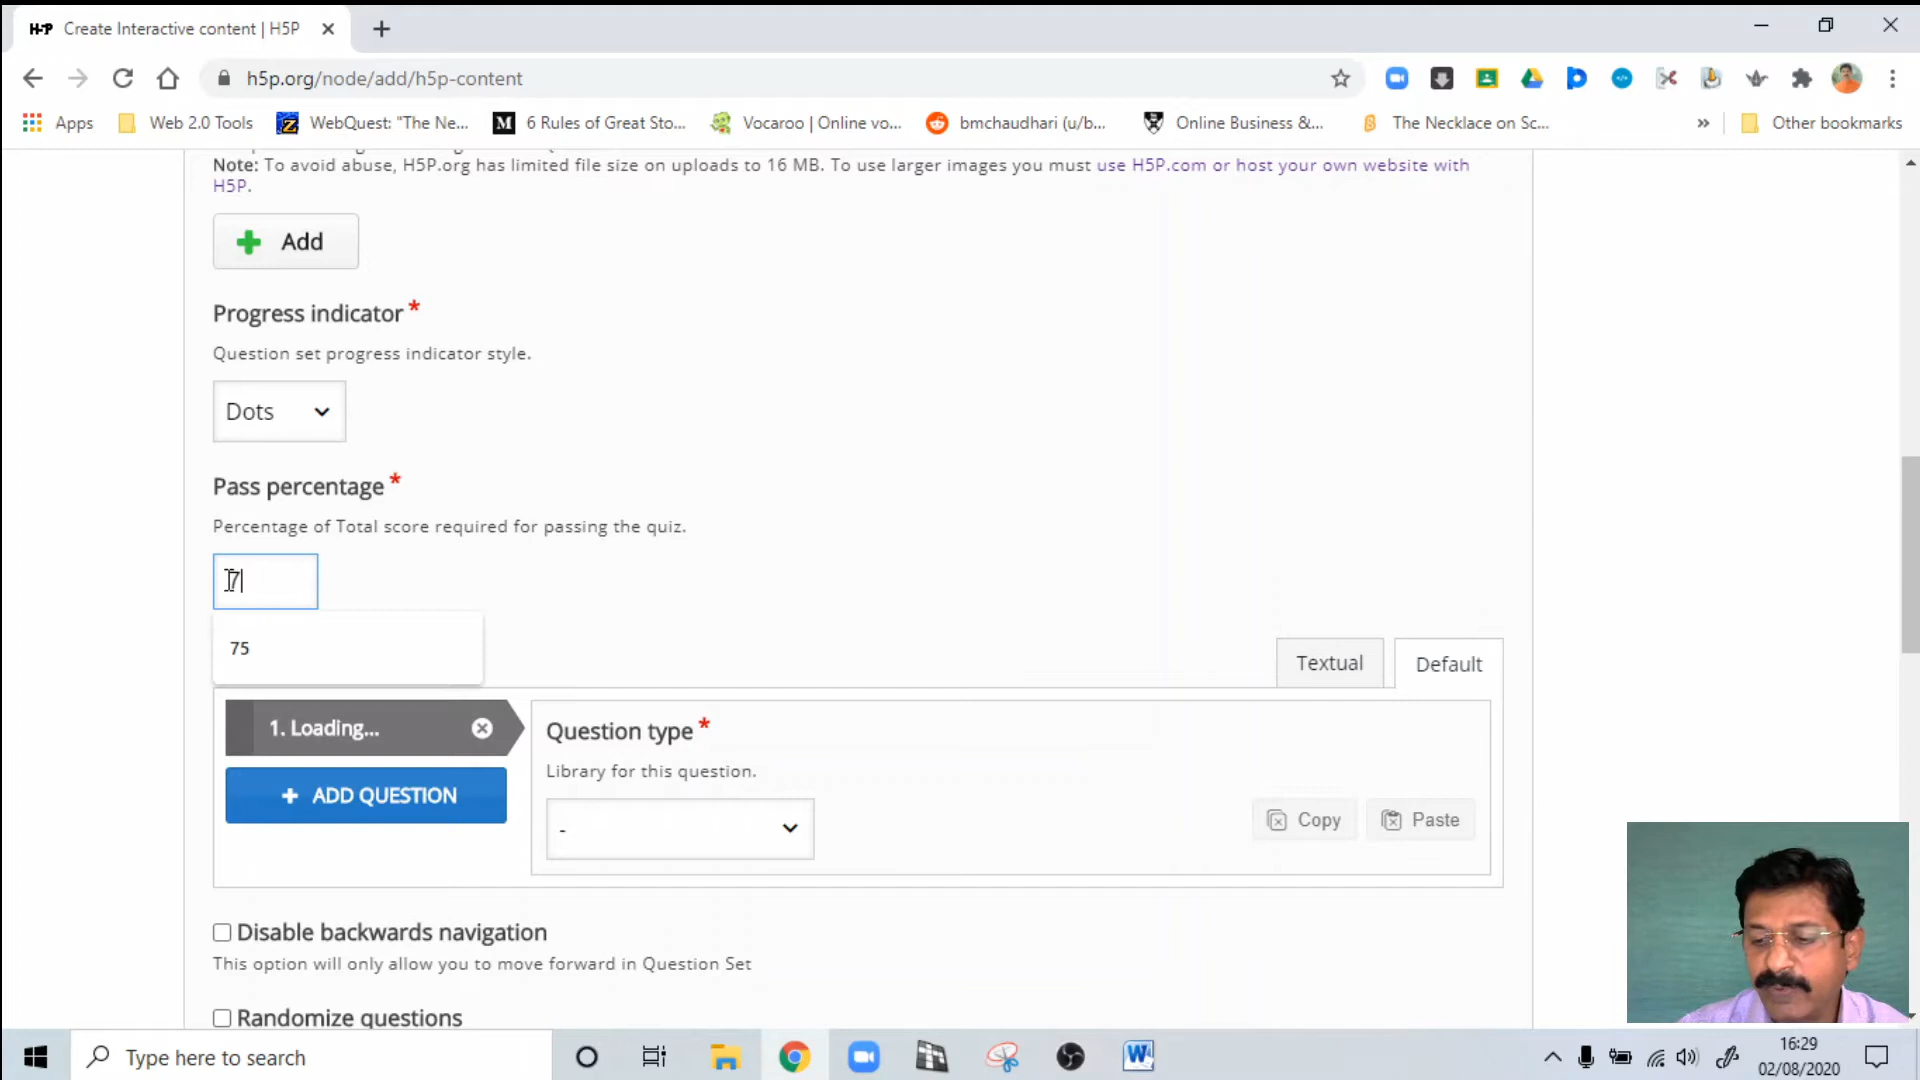 H-P Create Interactive content | H5P
h5p.org/node/add/h5p-content
Apps
Web 2.0 Tools
WebQuest: "The Ne...
6 Rules of Great Sto...
Vocaroo | Online vo...
bmchaudhari (u/b...
Online Business &...
The Necklace on Sc...
»
Other bookmarks
Note: To avoid abuse, H5P.org has limited file size on uploads to 16 MB. To use larger images you must use H5P.com or host your own website with
H5P.
Add
Progress indicator *
Question set progress indicator style.
Dots
Pass percentage *
Percentage of Total score required for passing the quiz.
7
75
Textual
Default
1. Loading...
+ ADD QUESTION
Question type *
Library for this question.
-
Copy
Paste
Disable backwards navigation
This option will only allow you to move forward in Question Set
Randomize questions
Type here to search
16:29
02/08/2020